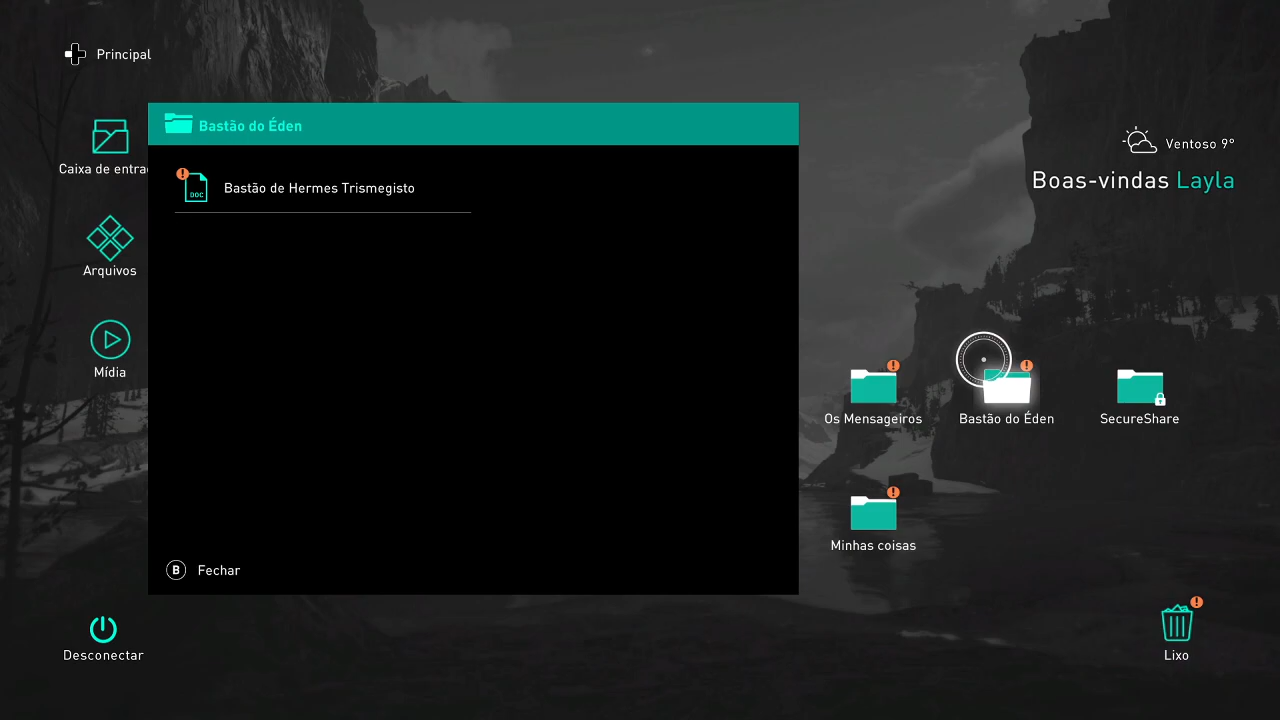 Principal
Bastão do Éden
Caixa de entra
DOC
Bastão de Hermes Trismegisto
Ventoso 9°
Boas-vindas Layla
Arquivos
Mídia
Os Mensageiros
Bastão do Éden
SecureShare
Minhas coisas
B Fechar
Desconectar
Lixo